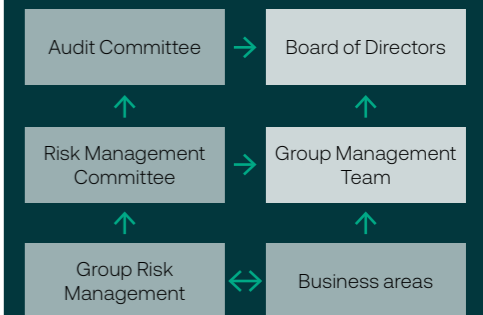 Audit Committee
Board of Directors
Risk Management
Committee
Group Management
Team
Group Risk
Management
Business areas